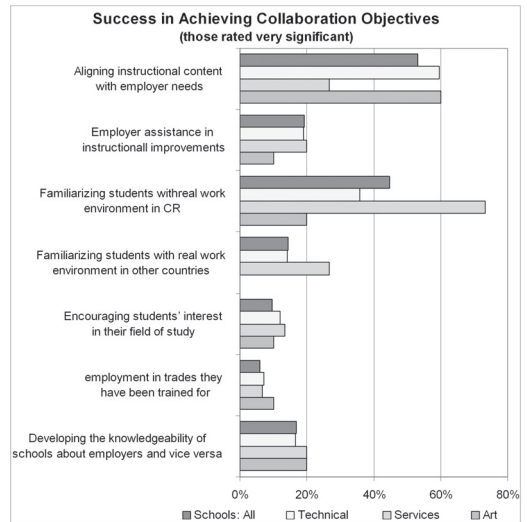 Success in Achieving Collaboration Objectives
(those rated very significant)
Aligning instructional content
with employer needs
Employer assistance in
instructionall improvements
Familiarizing students withreal work
environment in CR
Familiarizing students with real work
environment in other countries
Encouraging students' interest
in their field of study
employment in trades they
have been trained for
Developing the knowledgeability of
schools about employers and vice versa
0% 20% 40% 60% 80%
Schools: All Technical Services Art